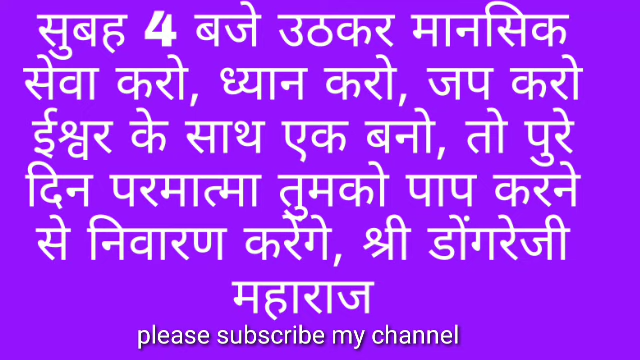 सुबह 4 बजे उठकर मानसिक
सेवा करो, ध्यान करो, जप करो
ईश्वर के साथ एक बनो, तो पुरे
दिन परमात्मा तुमको पाप करने
से निवारण करेंगे, श्री डोंगरेजी
महाराज
please subscribe my channel